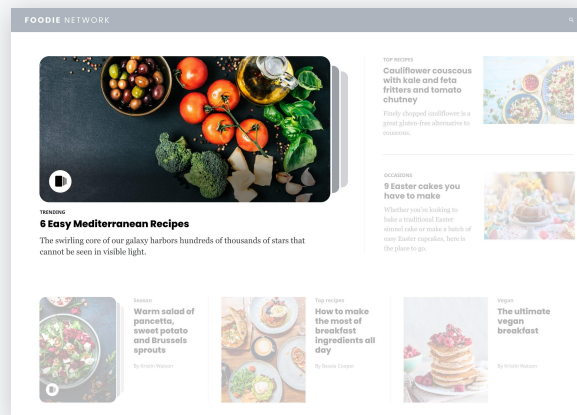 FOODIE NETWORK
TRENDING
6 Easy Mediterranean Recipes
The swirling core of our galaxy harbors hundreds of thousands of stars that
cannot be seen in visible light.
TOP RECIPES
Cauliflower couscous
with kale and feta
fritters and tomato
chutney
Finely chopped cauliflower is a
great gluten-free alternative to
couscous.
OCCASIONS
9 Easter cakes you
have to make
Whether you're looking to
bake a traditional Easter
simnel cake or make a batch of
easy Easter cupcakes, here is
the place to go.
Season
Warm salad of
pancetta,
sweet potato
and Brussels
sprouts
By Kristin Watson
Top recipes
How to make
the most of
breakfast
ingredients all
day
By Bessie Cooper
Vegan
The ultimate
vegan
breakfast
By Kristin Watson